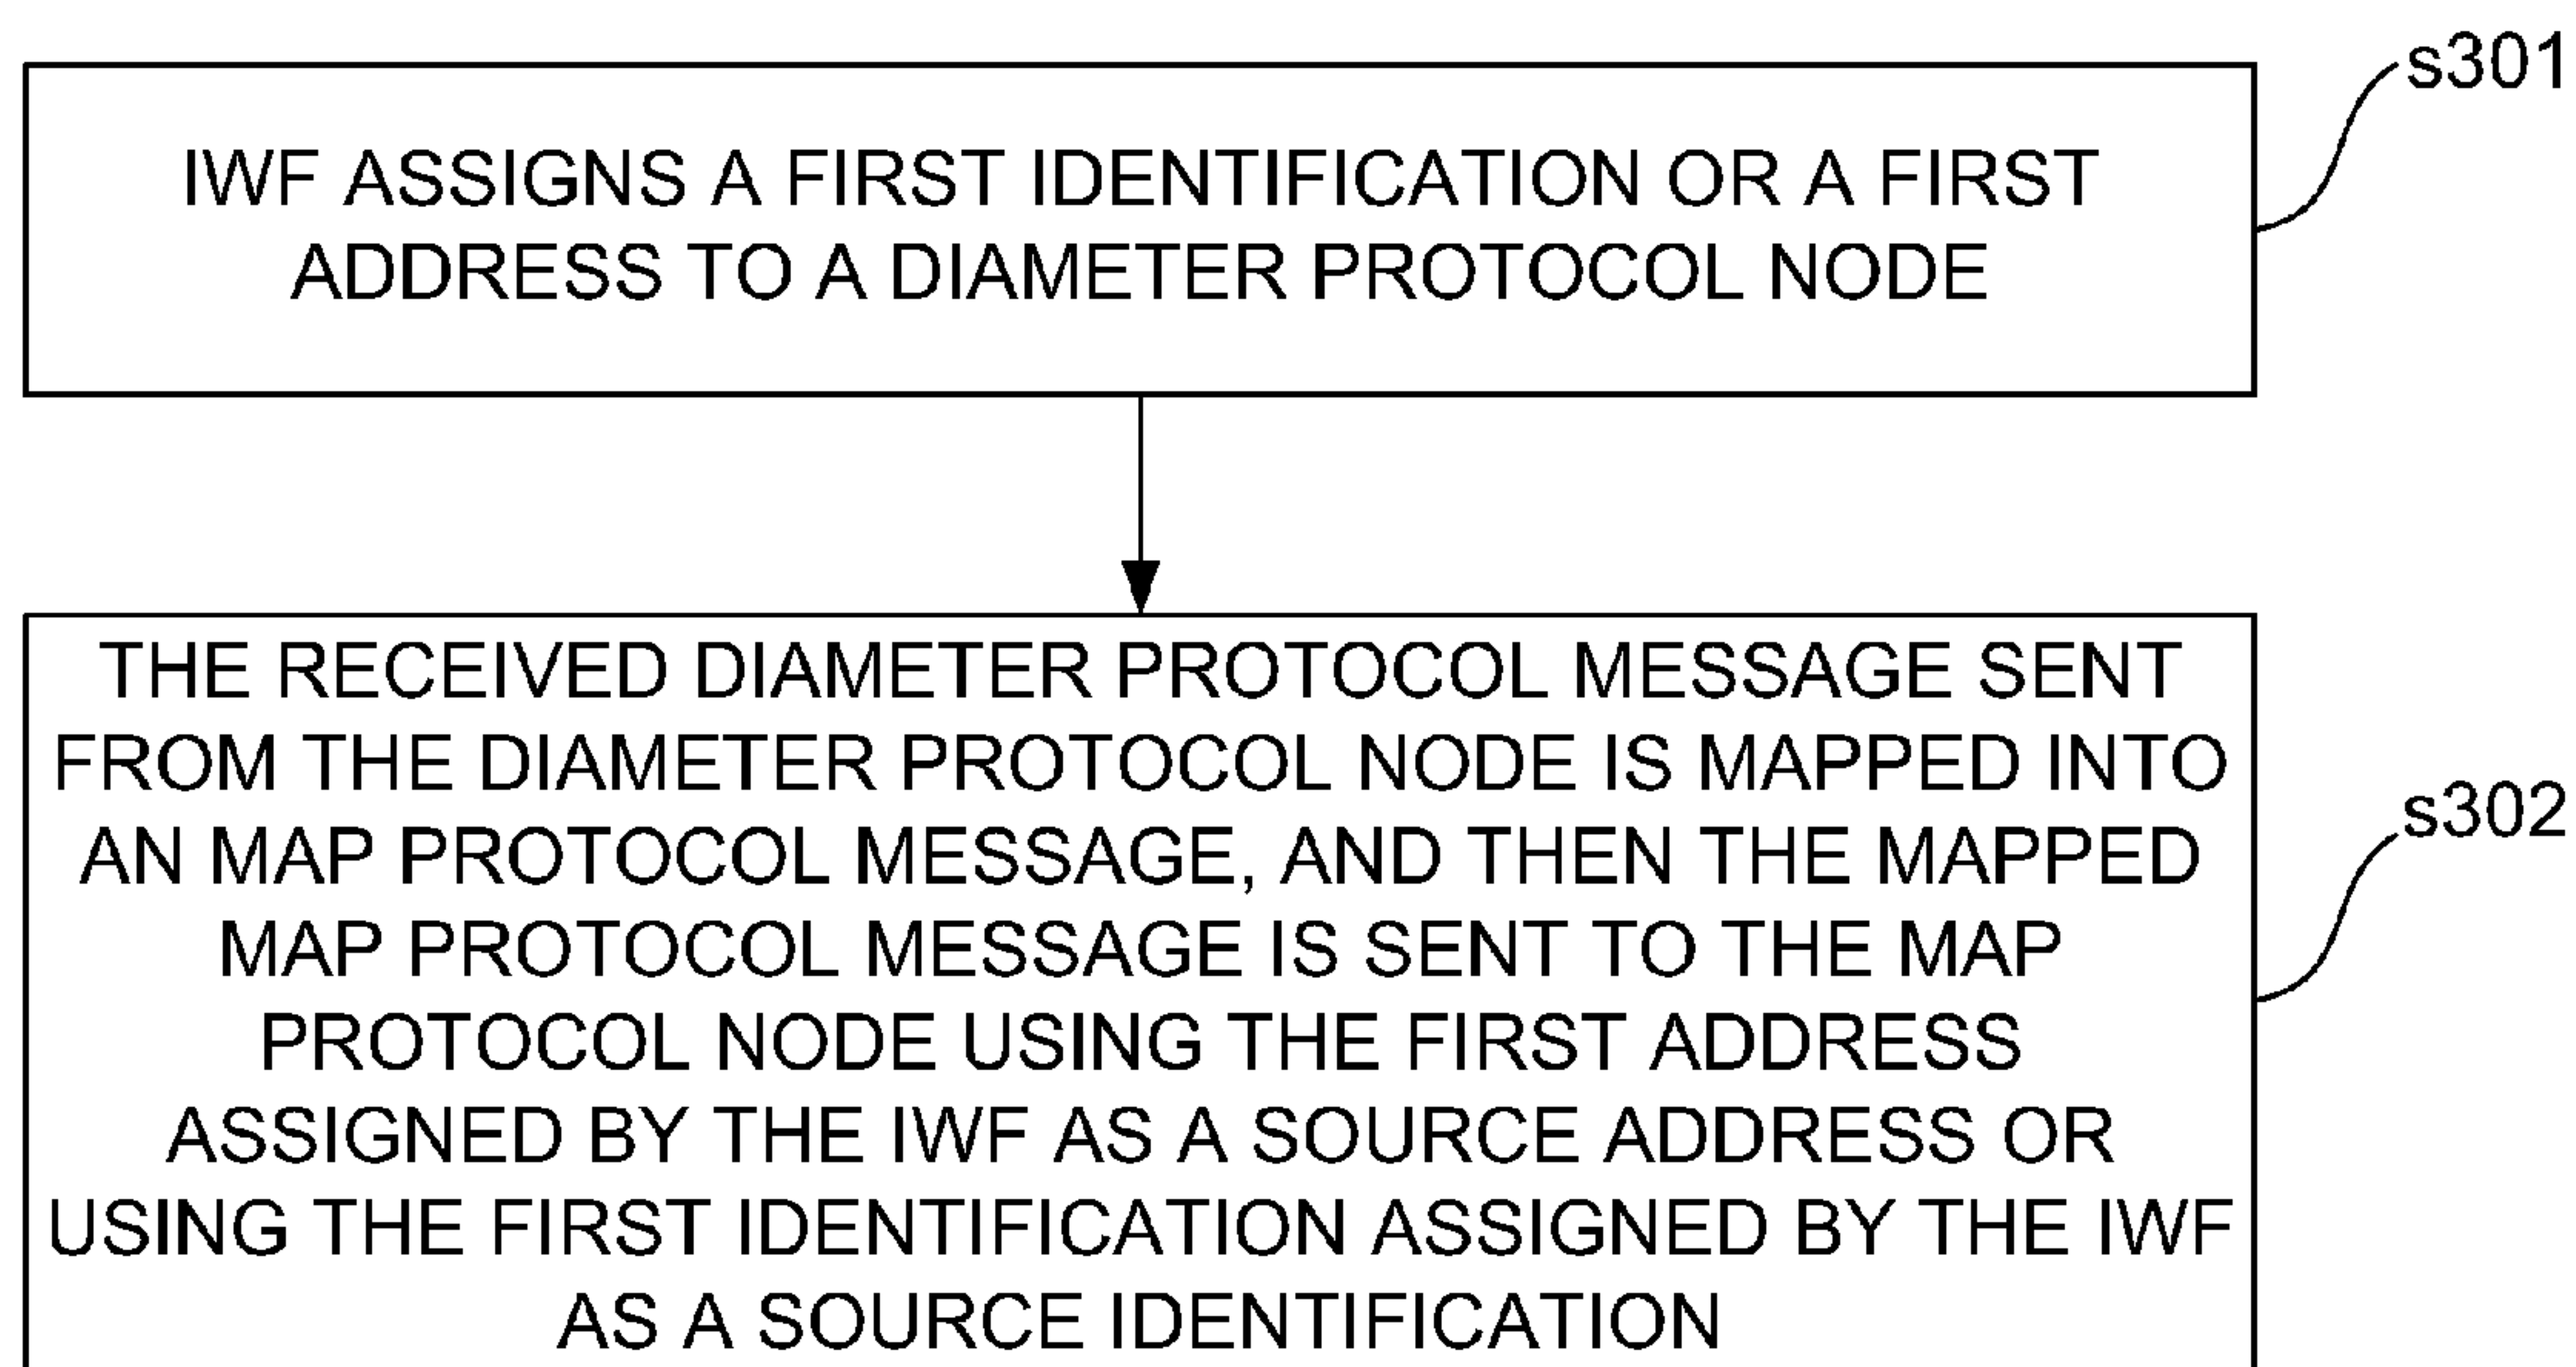 s301
IWF ASSIGNS A FIRST IDENTIFICATION OR A FIRST
ADDRESS TO A DIAMETER PROTOCOL NODE
THE RECEIVED DIAMETER PROTOCOL MESSAGE SENT
FROM THE DIAMETER PROTOCOL NODE IS MAPPED INTO
AN MAP PROTOCOL MESSAGE, AND THEN THE MAPPED
MAP PROTOCOL MESSAGE IS SENT TO THE MAP
PROTOCOL NODE USING THE FIRST ADDRESS
ASSIGNED BY THE IWF AS A SOURCE ADDRESS OR
USING THE FIRST IDENTIFICATION ASSIGNED BY THE IWF
AS A SOURCE IDENTIFICATION
s302